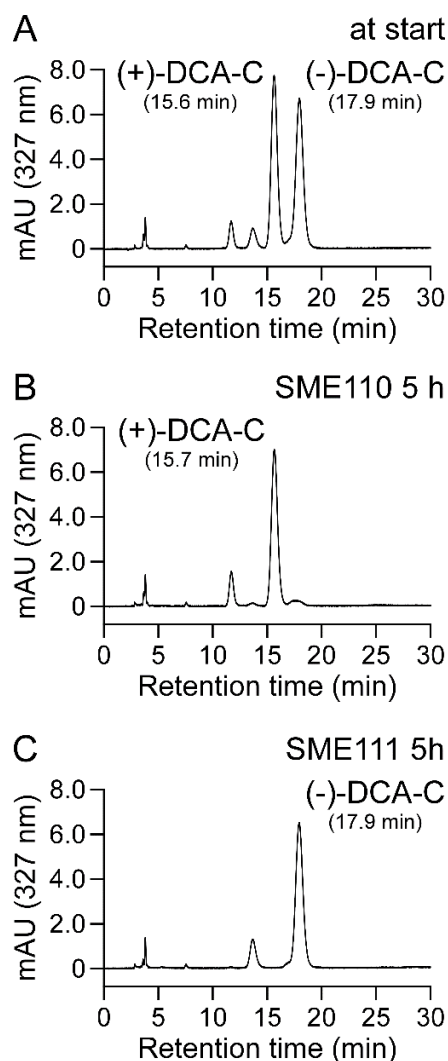 A
at start
(+)-DCA-C (-)-DCA-C
(15.6 min) (17.9 min)
mAU (327 nm)
8.0
6.0
4.0
2.0
0
0 5 10 15 20 25 30
Retention time (min)
B
SME110 5 h
(+)-DCA-C
(15.7 min)
mAU (327 nm)
8.0
6.0
4.0
2.0
0
0 5 10 15 20 25 30
Retention time (min)
C
SME111 5h
(-)-DCA-C
(17.9 min)
mAU (327 nm)
8.0
6.0
4.0
2.0
0
0 5 10 15 20 25 30
Retention time (min)